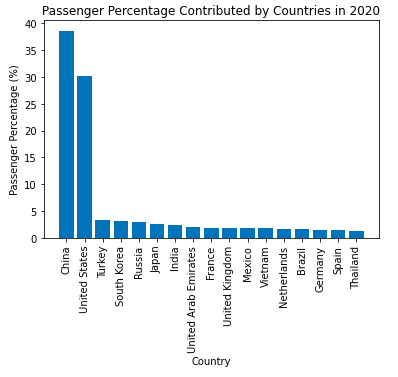 Passenger Percentage Contributed by Countries in 2020
Passenger Percentage (%)
40
35
30
25
20
15
10
5
0
China
United States
Turkey
South Korea
Russia
Japan
India
United Arab Emirates
France
United Kingdom
Mexico
Vietnam
Netherlands
Brazil
Germany
Spain
Thailand
Country